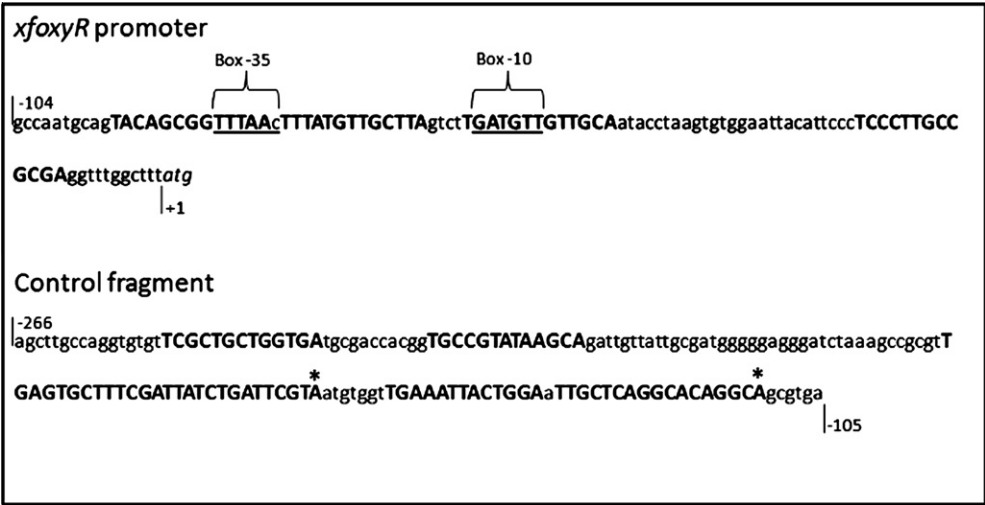 xfoxyR promoter
Box -35 Box -10
-104
gccaatgcagTACAGCGGTTTAAcTTTATGTTGCTTAgtctTGATGTTGTTGCAatacctaagtgtggaattacattcccTCCCTTGCC
GCGAggtttggctttatg
+1
Control fragment
-266
agcttgccaggtgtgtTCGCTGCTGGTGAtgcgaccacggTGCCGTATAAGCAgattgttattgcgatgggggagggatctaaagccgcgtT
* *
GAGTGCTTTCGATTATCTGATTCGTAatgtggtTGAAATTACTGGAaTTGCTCAGGCACAGGCAgcgtga
-105